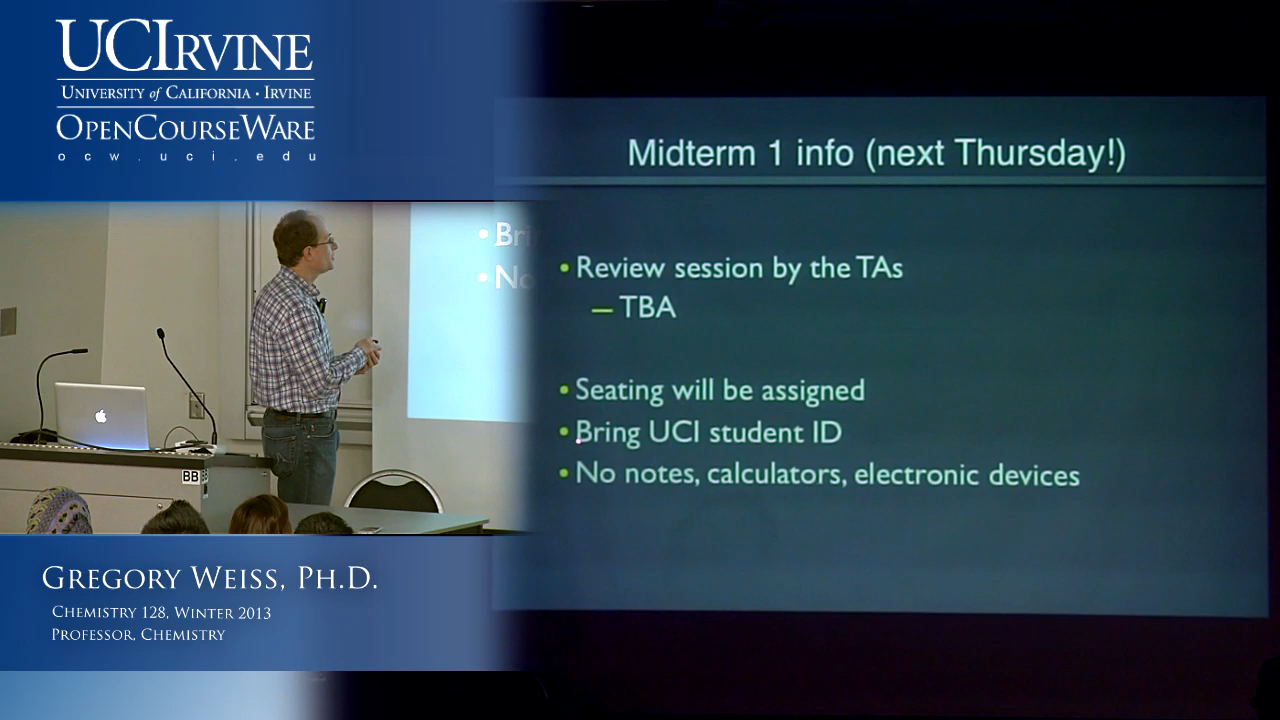 UCIRVINE
UNIVERSITY of CALIFORNIA • IRVINE
OPENCOURSEWARE
ocw.uci.edu
Midterm 1 info (next Thursday!)
• Review session by the TAs
– TBA
• Seating will be assigned
• Bring UCI student ID
• No notes, calculators, electronic devices
• Bri
• No
BB
GREGORY WEISS, PH.D.
CHEMISTRY 128, WINTER 2013
PROFESSOR, CHEMISTRY